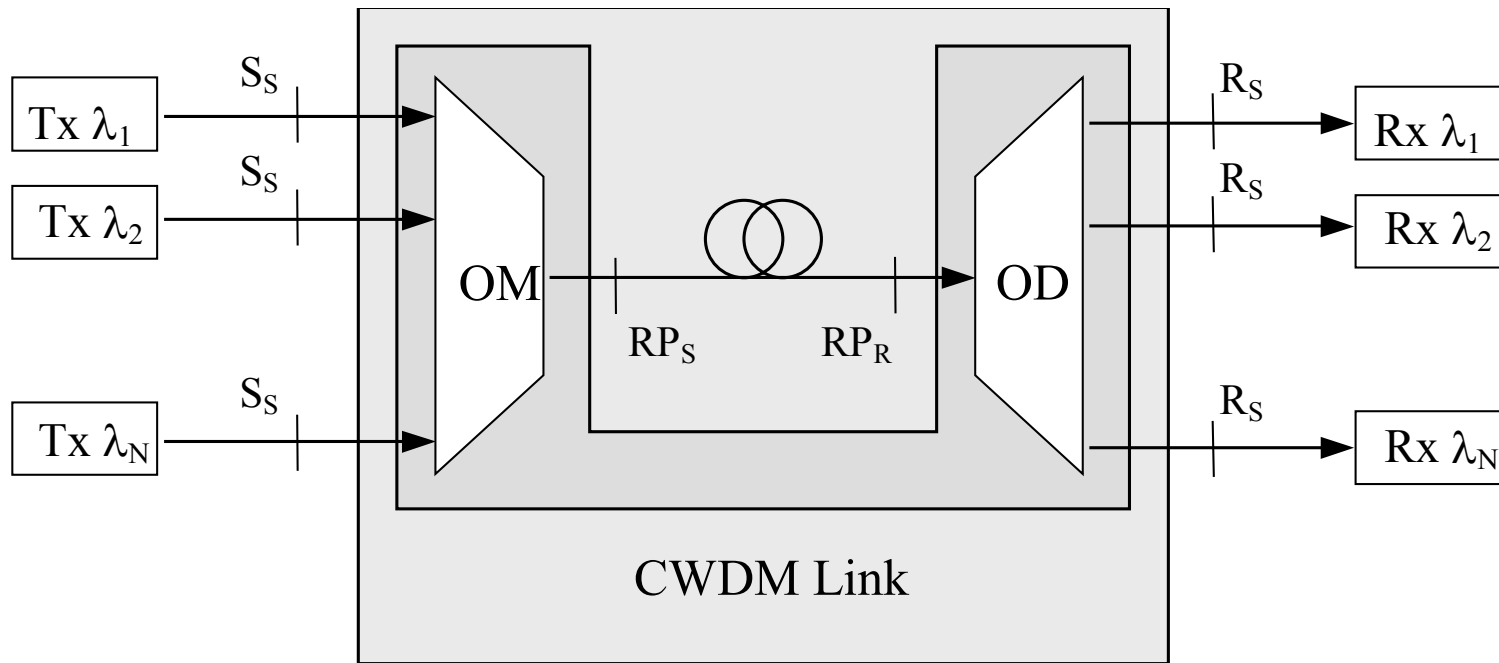 S_S
R_S
Tx λ_1
Rx λ_1
S_S
R_S
Tx λ_2
Rx λ_2
OM
OD
RP_S
RP_R
S_S
R_S
Tx λ_N
Rx λ_N
CWDM Link